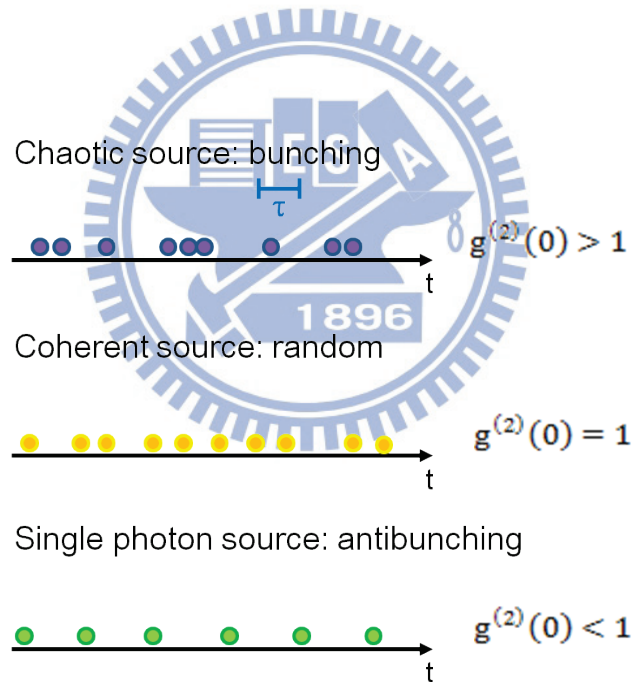 E S A
Chaotic source: bunching
τ
g⁽²⁾(0) > 1
t
1896
Coherent source: random
g⁽²⁾(0) = 1
t
Single photon source: antibunching
g⁽²⁾(0) < 1
t